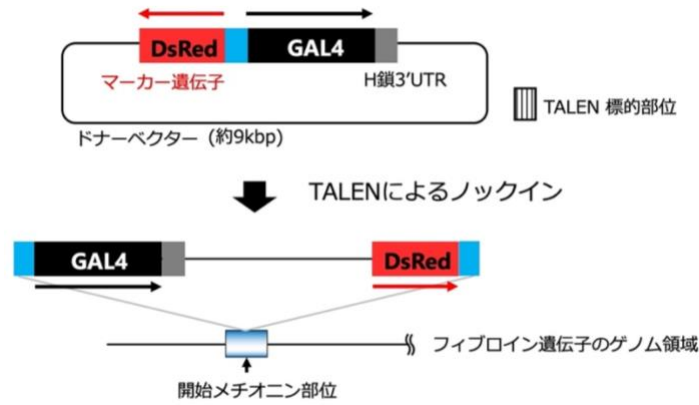 DsRed
GAL4
マーカー遺伝子
H鎖3’UTR
TALEN 標的部位
ドナーベクター (約9kbp)
TALENによるノックイン
GAL4
DsRed
フィブロイン遺伝子のゲノム領域
開始メチオニン部位